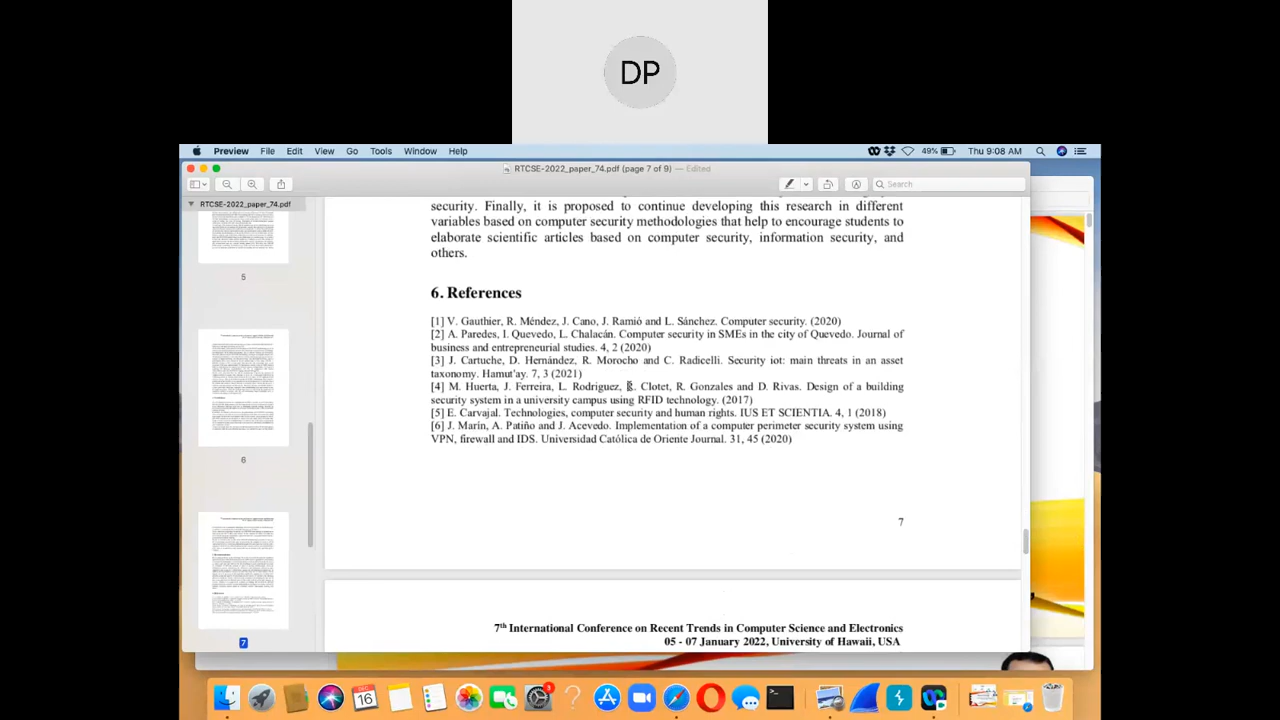 DP
Preview File Edit View Go Tools Window Help 49% Thu 9:08 AM
RTCSE-2022_paper_74.pdf (page 7 of 9) — Edited
Search
RTCSE-2022_paper_74.pdf
security. Finally, it is proposed to continue developing this research in different
variables based on computer security methodologies that help to encourage students to
elaborate scientific articles based on computer security, information security, and
others.
5
6. References
[1] V. Gauthier, R. Méndez, J. Cano, J. Ramió and L. Sánchez. Computer security. (2020)
[2] A. Paredes, I. Quevedo, L. Chalacán. Computer security in SMEs in the city of Quevedo. Journal of
business and entrepreneurial studies. 4, 2 (2020)
[3] J. Cartuche, D. Hernández, R. Morocho and C. Radicelli. Security iot: main threats in an asset
taxonomy. Hamut'ay. 7, 3 (2021)
[4] M. Huerta, J. Ferreira, L. Rodriguez, R. Clotet, R. Gonzales and D. Rivas. Design of a building
security system in a university campus using RFID technology. (2017)
[5] E. Carvajal. Technologies, computer security and human rights. IUS ET SCIENTIA. 4, 1 (2018)
[6] J. Marín, A. Patiño and J. Acevedo. Implementation of a computer perimeter security system using
VPN, firewall and IDS. Universidad Católica de Oriente Journal. 31, 45 (2020)
6
7
7th International Conference on Recent Trends in Computer Science and Electronics
05 - 07 January 2022, University of Hawaii, USA
7
DEC
16
3